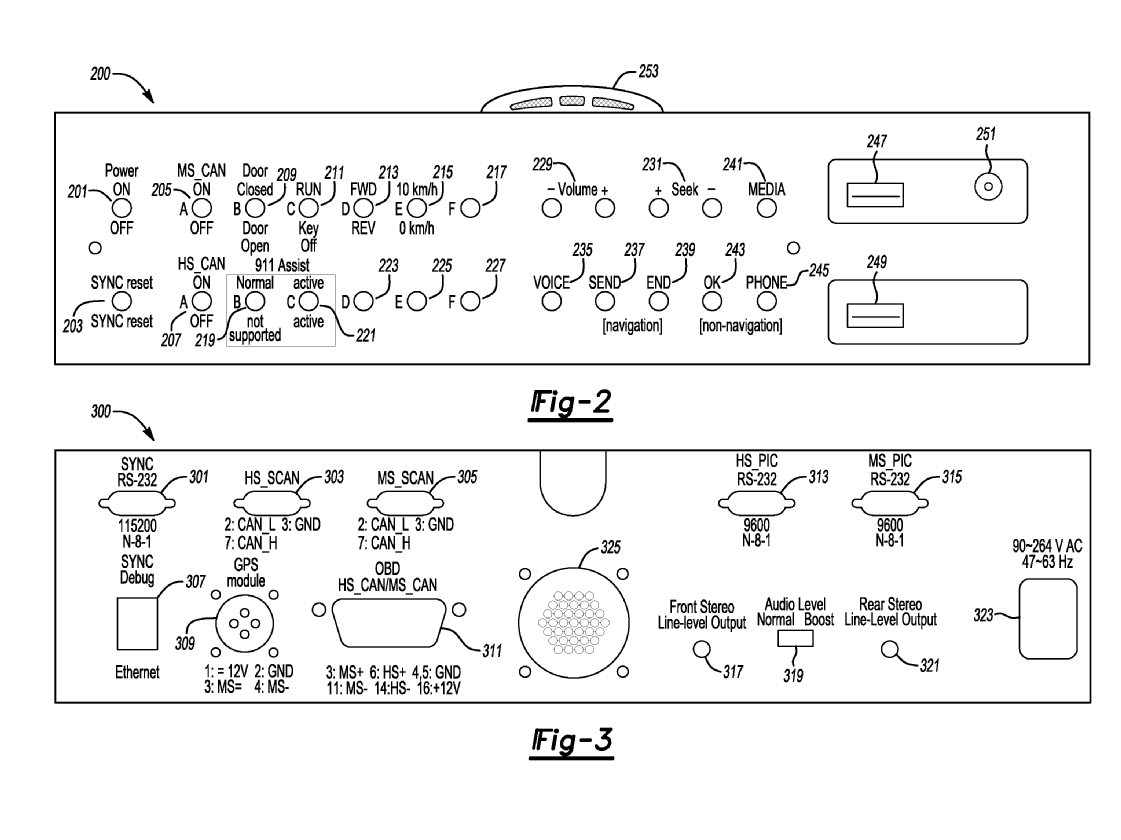 200
253
Power
ON
201
OFF
MS_CAN
ON
205
A
OFF
Door
Closed
209
B
Door
Open
211
RUN
C
Key
Off
213
FWD
D
REV
215
10 km/h
E
0 km/h
217
F
229
– Volume +
231
+ Seek –
241
MEDIA
247
251
SYNC reset
203
SYNC reset
HS_CAN
ON
A
OFF
207
911 Assist
Normal
B
not
supported
219
active
C
active
221
D
223
E
225
F
227
235
VOICE
237
SEND
239
END
243
OK
PHONE
245
[navigation]
[non-navigation]
249
Fig-2
300
SYNC
RS-232
301
115200
N-8-1
HS_SCAN
303
2: CAN_L 3: GND
7: CAN_H
MS_SCAN
305
2: CAN_L 3: GND
7: CAN_H
HS_PIC
RS-232
313
9600
N-8-1
MS_PIC
RS-232
315
9600
N-8-1
SYNC
Debug
307
Ethernet
GPS
module
309
1: = 12V 2: GND
3: MS= 4: MS-
OBD
HS_CAN/MS_CAN
311
3: MS+ 6: HS+ 4,5: GND
11: MS- 14:HS- 16:+12V
325
Front Stereo
Line-level Output
317
Audio Level
Normal Boost
319
Rear Stereo
Line-Level Output
321
90~264 V AC
47~63 Hz
323
Fig-3